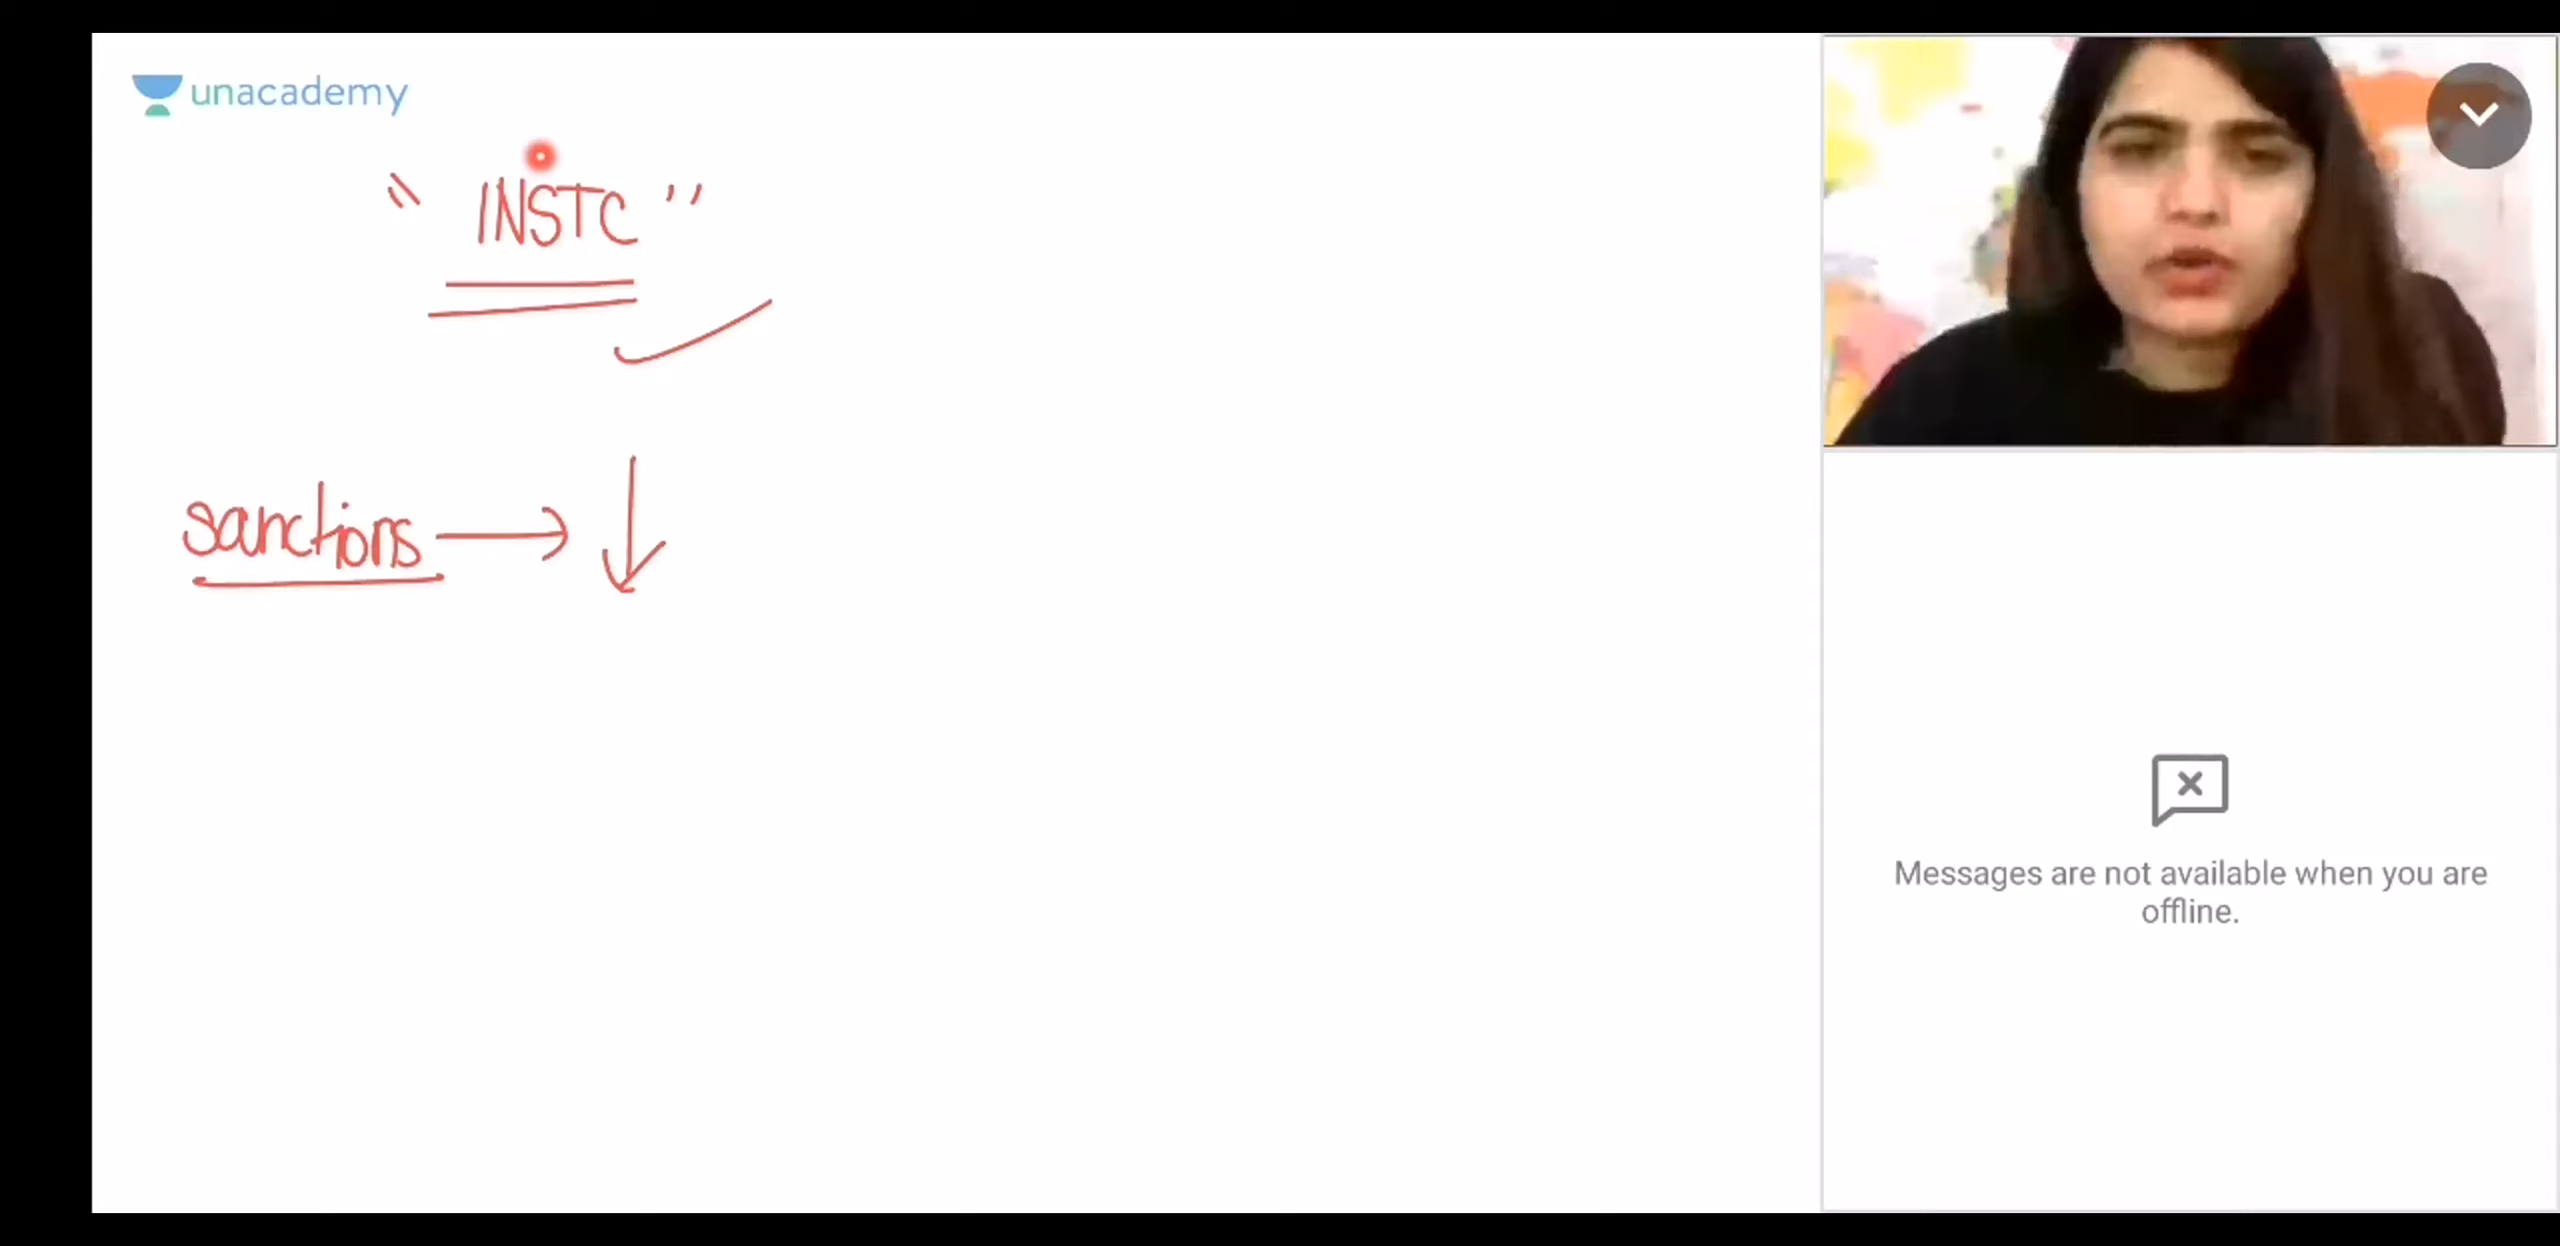 unacademy
" INSTC "
sanctions → ↓
Messages are not available when you are
offline.